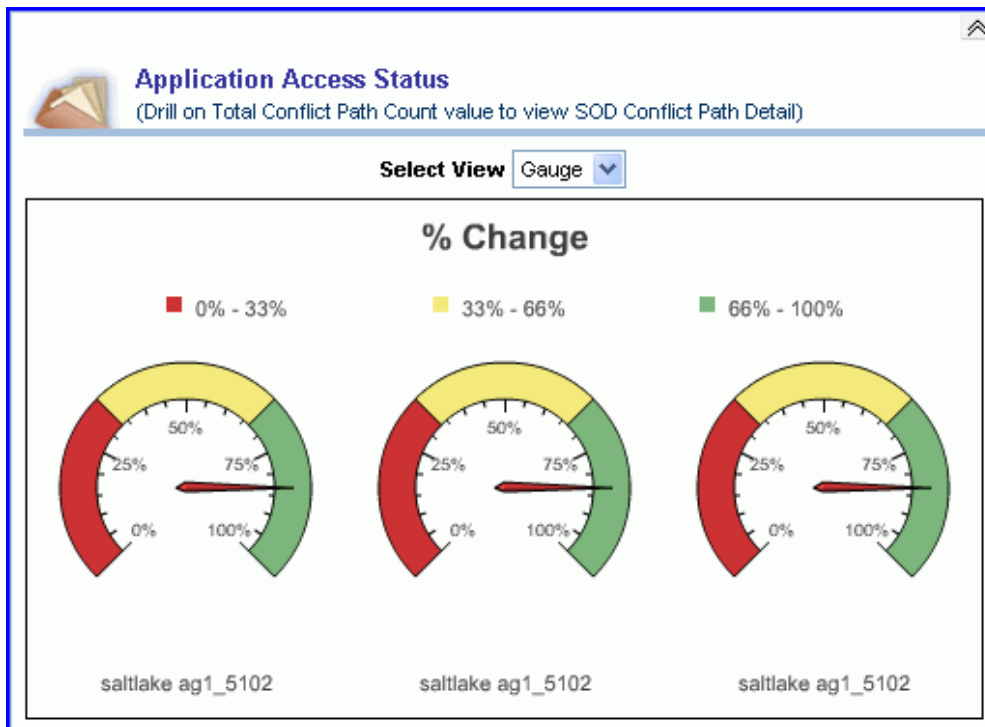 Application Access Status
(Drill on Total Conflict Path Count value to view SOD Conflict Path Detail)
Select View Gauge
% Change
0% - 33% 33% - 66% 66% - 100%
50% 50% 50%
25% 75% 25% 75% 25% 75%
0% 100% 0% 100% 0% 100%
saltlake ag1_5102 saltlake ag1_5102 saltlake ag1_5102